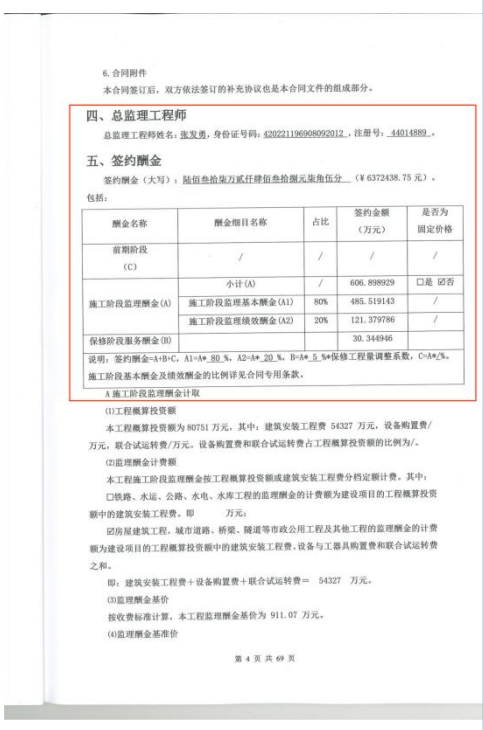 6.合同附件
本合同签订后，双方依法签订的补充协议也是本合同文件的组成部分。
四、总监理工程师
总监理工程师姓名：张发勇，身份证号码：420221196908092012，注册号：44014889。
五、签约酬金
签约酬金（大写）：陆佰叁拾柒万贰仟肆佰叁拾捌元柒角伍分（¥6372438.75元）。
包括：
酬金名称 酬金细目名称 占比 签约金额（万元） 是否为固定价格
前期阶段（C） / / / /
施工阶段监理酬金(A) 小计(A) / 606.898929 □是 ☑否
施工阶段监理基本酬金(A1) 80% 485.519143 /
施工阶段监理绩效酬金(A2) 20% 121.379786 /
保修阶段服务酬金(B) 30.344946
说明：签约酬金=A+B+C，A1=A*80%，A2=A*20%，B=A*5%*保修工程量调整系数，C=A*/%。
施工阶段基本酬金及绩效酬金的比例详见合同专用条款。
A 施工阶段监理酬金计取
(1)工程概算投资额
本工程概算投资额为80751万元，其中：建筑安装工程费 54327 万元，设备购置费/
万元，联合试运转费/万元。设备购置费和联合试运转费占工程概算投资额的比例为/。
(2)监理酬金计费额
本工程施工阶段监理酬金按工程概算投资额或建筑安装工程费分档定额计费。其中：
□铁路、水运、公路、水电、水库工程的监理酬金的计费额为建设项目的工程概算投资
额中的建筑安装工程费。即 万元；
☑房屋建筑工程，城市道路、桥梁、隧道等市政公用工程及其他工程的监理酬金的计费
额为建设项目的工程概算投资额中的建筑安装工程费、设备与工器具购置费和联合试运转费
之和。
即：建筑安装工程费＋设备购置费＋联合试运转费＝ 54327 万元。
(3)监理酬金基价
按收费标准计算，本工程监理酬金基价为 911.07 万元。
(4)监理酬金基准价
第 4 页 共 69 页